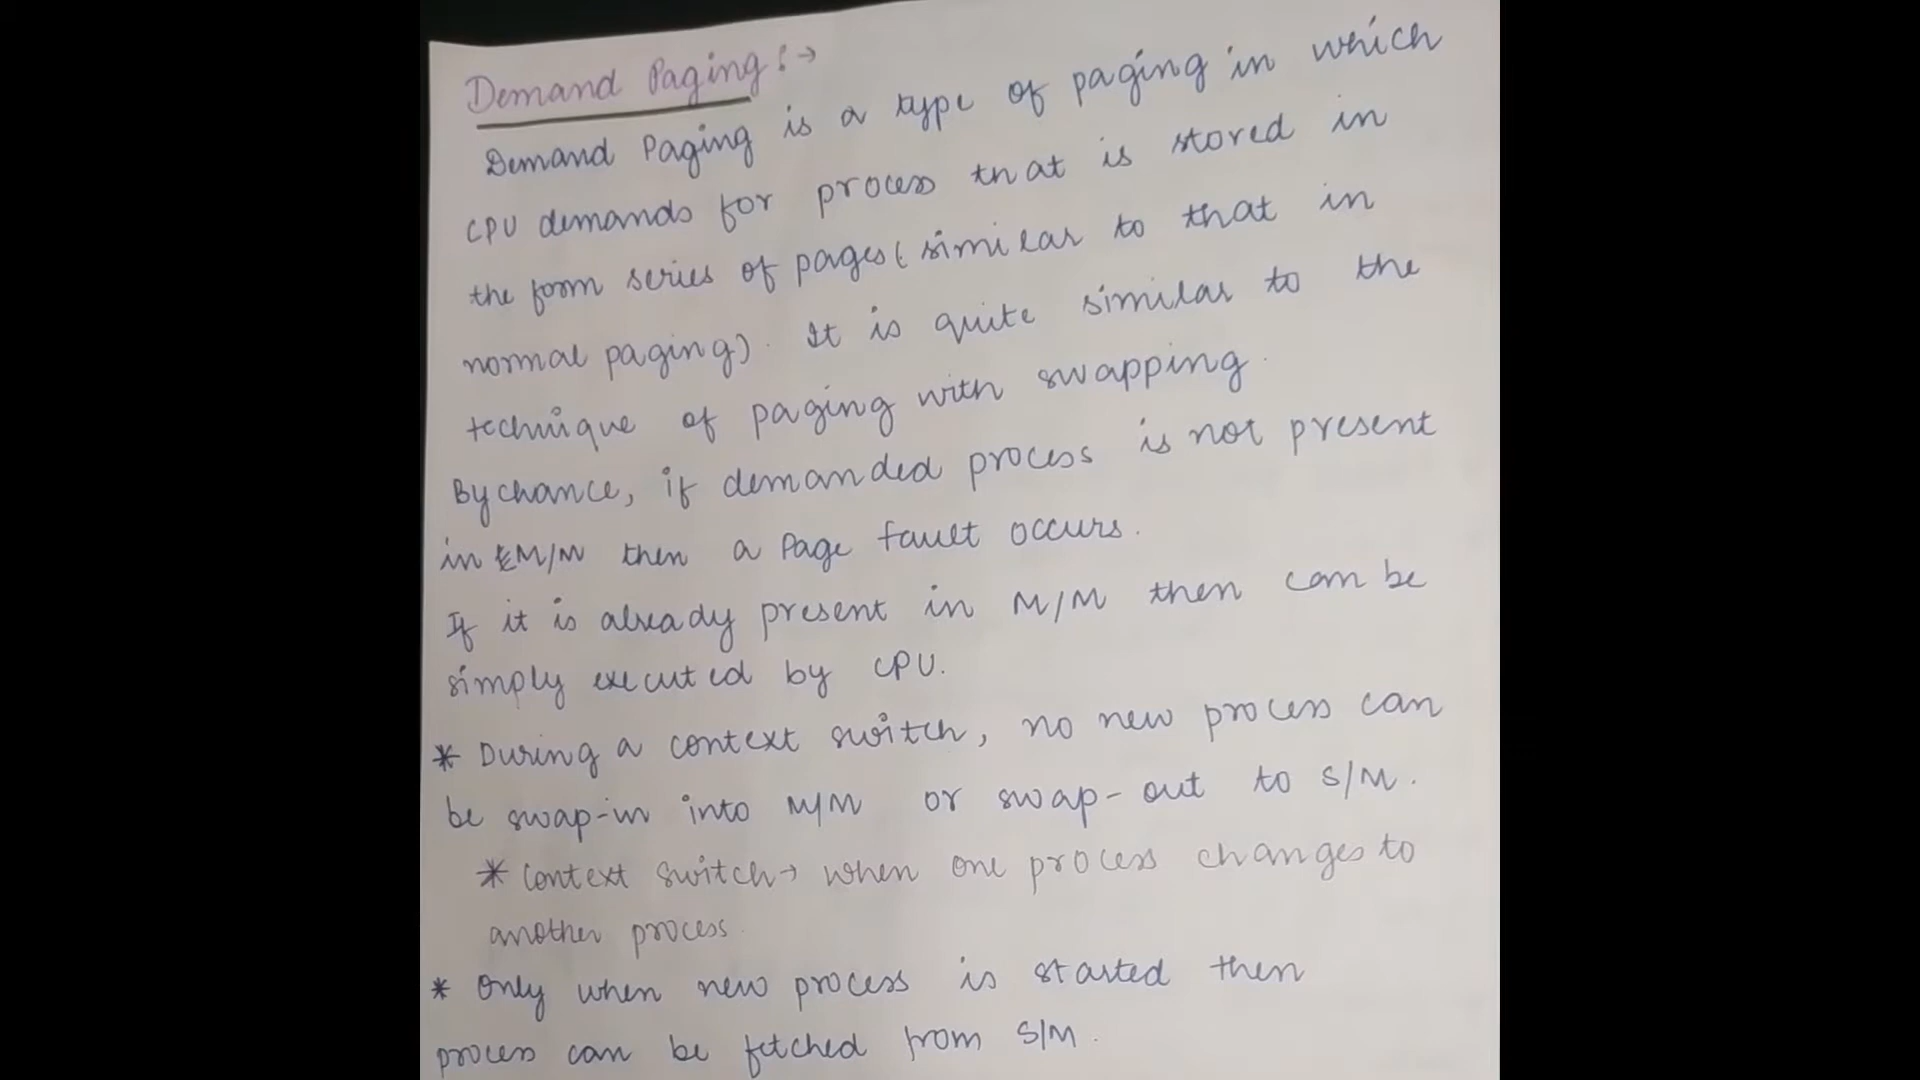 Demand Paging :→
Demand Paging is a type of paging in which
CPU demands for process that is stored in
the form series of pages ( similar to that in
normal paging). It is quite similar to the
technique of paging with swapping.
By chance, if demanded process is not present
in M/M then a Page fault occurs.
If it is already present in M/M then can be
simply executed by CPU.
* During a context switch, no new process can
be swap-in into M/M or swap-out to S/M.
* Context switch → when one process changes to
another process.
* Only when new process is started then
process can be fetched from S/M.